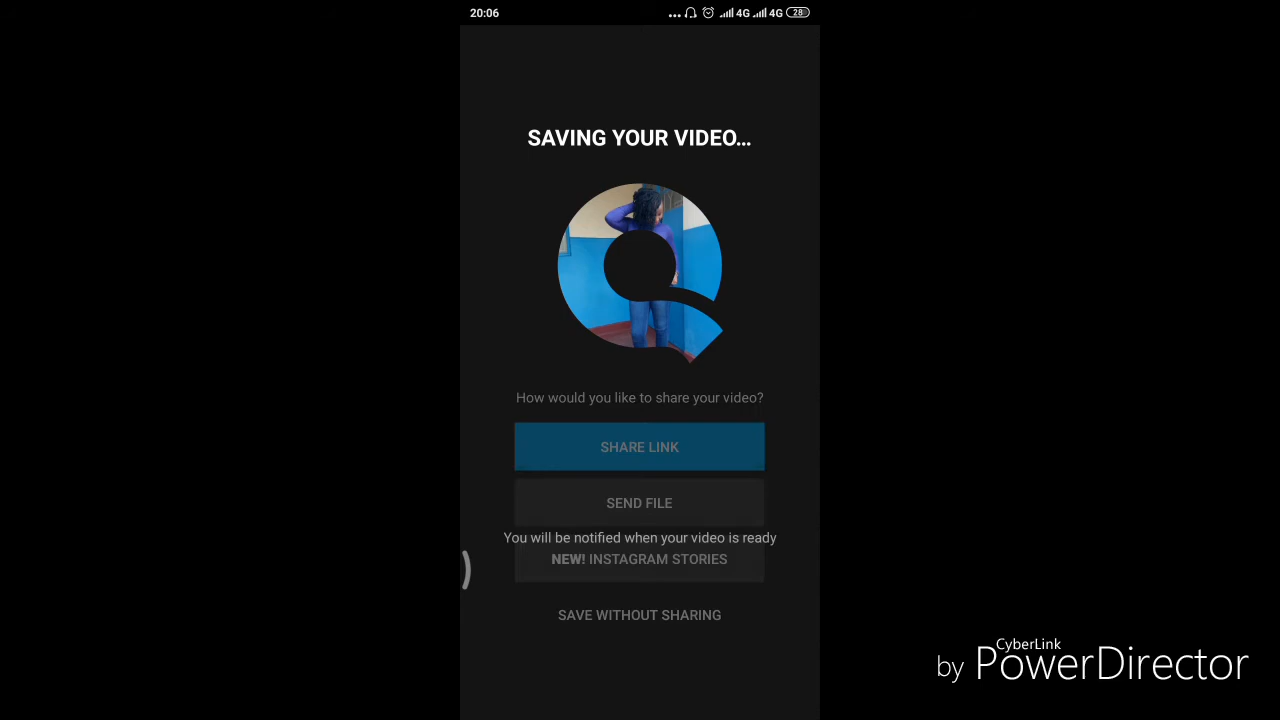 20:06
... 4G 4G 28
SAVING YOUR VIDEO...
How would you like to share your video?
SHARE LINK
SEND FILE
You will be notified when your video is ready
NEW! INSTAGRAM STORIES
SAVE WITHOUT SHARING
CyberLink
by PowerDirector